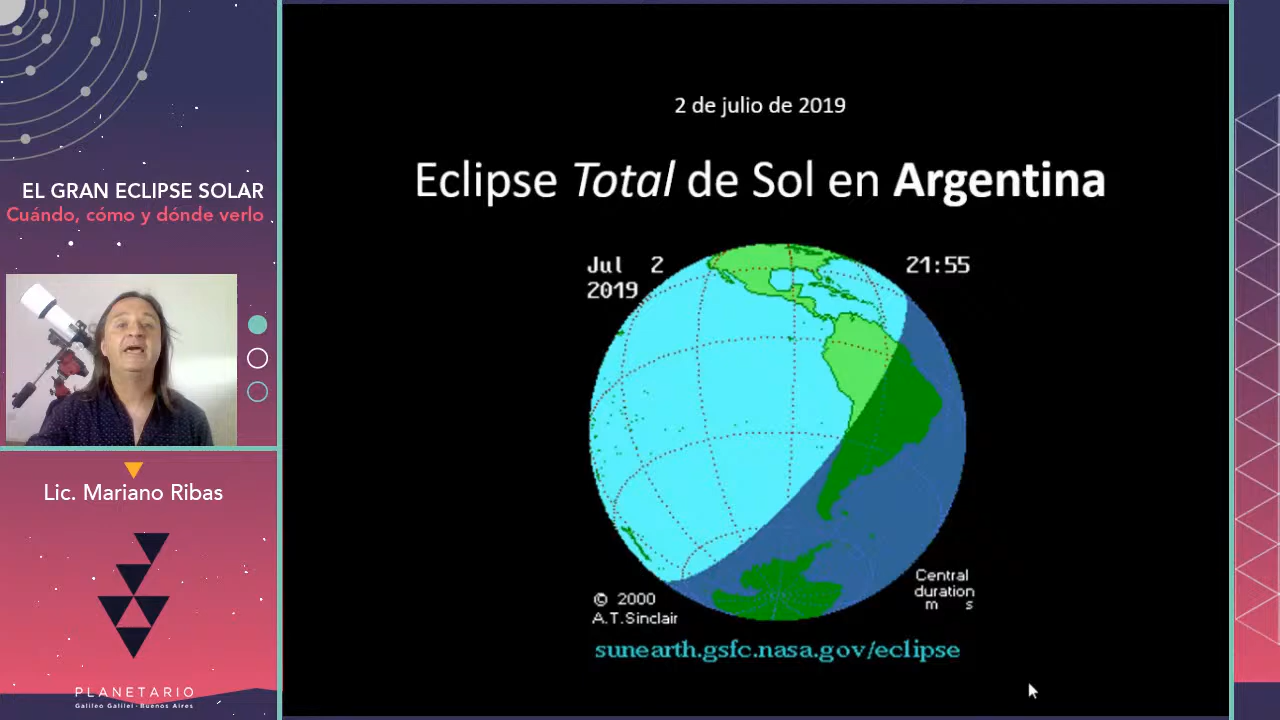 EL GRAN ECLIPSE SOLAR
Cuándo, cómo y dónde verlo
Lic. Mariano Ribas
PLANETARIO
Galileo Galilei - Buenos Aires
2 de julio de 2019
Eclipse Total de Sol en Argentina
Jul 2
2019
21:55
© 2000
A.T.Sinclair
Central
duration
m s
sunearth.gsfc.nasa.gov/eclipse